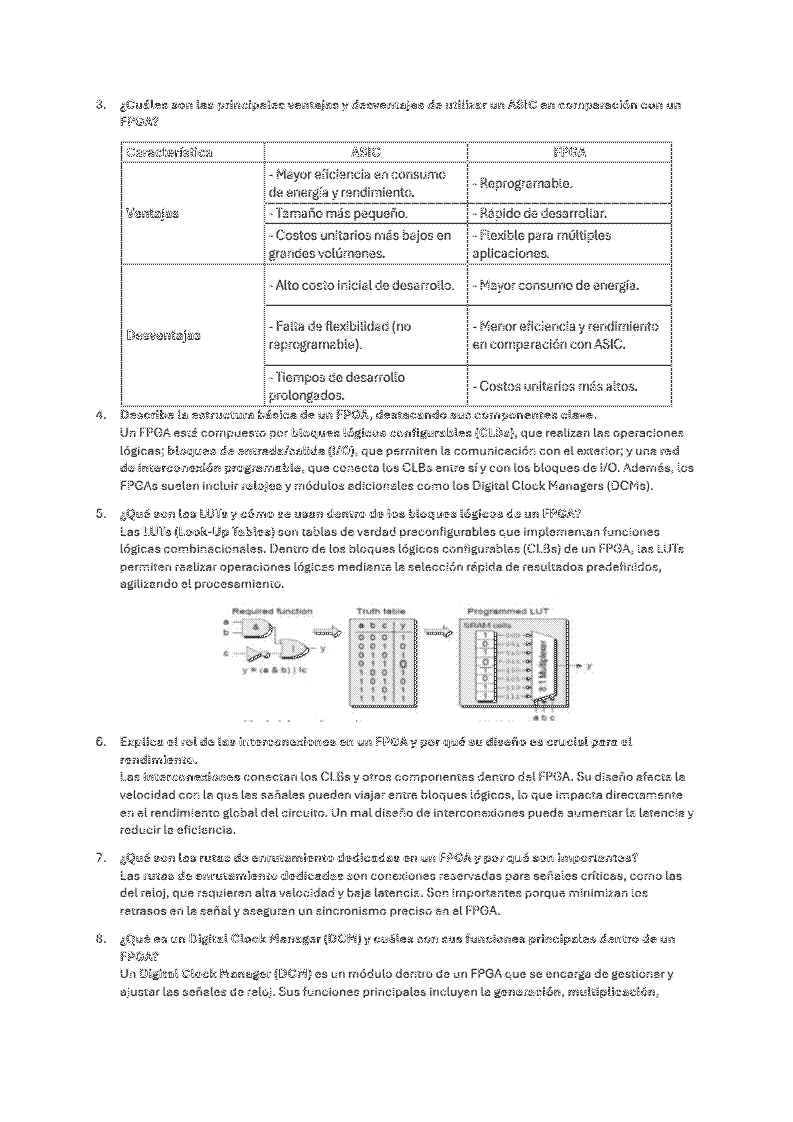 3. ¿Cuáles son las principales ventajas y desventajas de utilizar un ASIC en comparación con un
FPGA?
Característica ASIC FPGA
Ventajas
- Mayor eficiencia en consumo
de energía y rendimiento.
- Reprogramable.
- Tamaño más pequeño.
- Rápido de desarrollar.
- Costos unitarios más bajos en
grandes volúmenes.
- Flexible para múltiples
aplicaciones.
Desventajas
- Alto costo inicial de desarrollo.
- Mayor consumo de energía.
- Falta de flexibilidad (no
reprogramable).
- Menor eficiencia y rendimiento
en comparación con ASIC.
- Tiempos de desarrollo
prolongados.
- Costos unitarios más altos.
4. Describe la estructura básica de un FPGA, destacando sus componentes clave.
Un FPGA está compuesto por bloques lógicos configurables (CLBs), que realizan las operaciones
lógicas; bloques de entrada/salida (I/O), que permiten la comunicación con el exterior; y una red
de interconexión programable, que conecta los CLBs entre sí y con los bloques de I/O. Además, los
FPGAs suelen incluir relojes y módulos adicionales como los Digital Clock Managers (DCMs).
5. ¿Qué son las LUTs y cómo se usan dentro de los bloques lógicos de un FPGA?
Las LUTs (Look-Up Tables) son tablas de verdad preconfigurables que implementan funciones
lógicas combinacionales. Dentro de los bloques lógicos configurables (CLBs) de un FPGA, las LUTs
permiten realizar operaciones lógicas mediante la selección rápida de resultados predefinidos,
agilizando el procesamiento.
Required function Truth table Programmed LUT
a
b
c
&
|
y
y = (a & b) | !c
a b c y
0 0 0 1
0 0 1 0
0 1 0 1
0 1 1 0
1 0 0 1
1 0 1 0
1 1 0 1
1 1 1 1
SRAM cells
8:1 Multiplexer
y
a b c
6. Explica el rol de las interconexiones en un FPGA y por qué su diseño es crucial para el
rendimiento.
Las interconexiones conectan los CLBs y otros componentes dentro del FPGA. Su diseño afecta la
velocidad con la que las señales pueden viajar entre bloques lógicos, lo que impacta directamente
en el rendimiento global del circuito. Un mal diseño de interconexiones puede aumentar la latencia y
reducir la eficiencia.
7. ¿Qué son las rutas de enrutamiento dedicadas en un FPGA y por qué son importantes?
Las rutas de enrutamiento dedicadas son conexiones reservadas para señales críticas, como las
del reloj, que requieren alta velocidad y baja latencia. Son importantes porque minimizan los
retrasos en la señal y aseguran un sincronismo preciso en el FPGA.
8. ¿Qué es un Digital Clock Manager (DCM) y cuáles son sus funciones principales dentro de un
FPGA?
Un Digital Clock Manager (DCM) es un módulo dentro de un FPGA que se encarga de gestionar y
ajustar las señales de reloj. Sus funciones principales incluyen la generación, multiplicación,